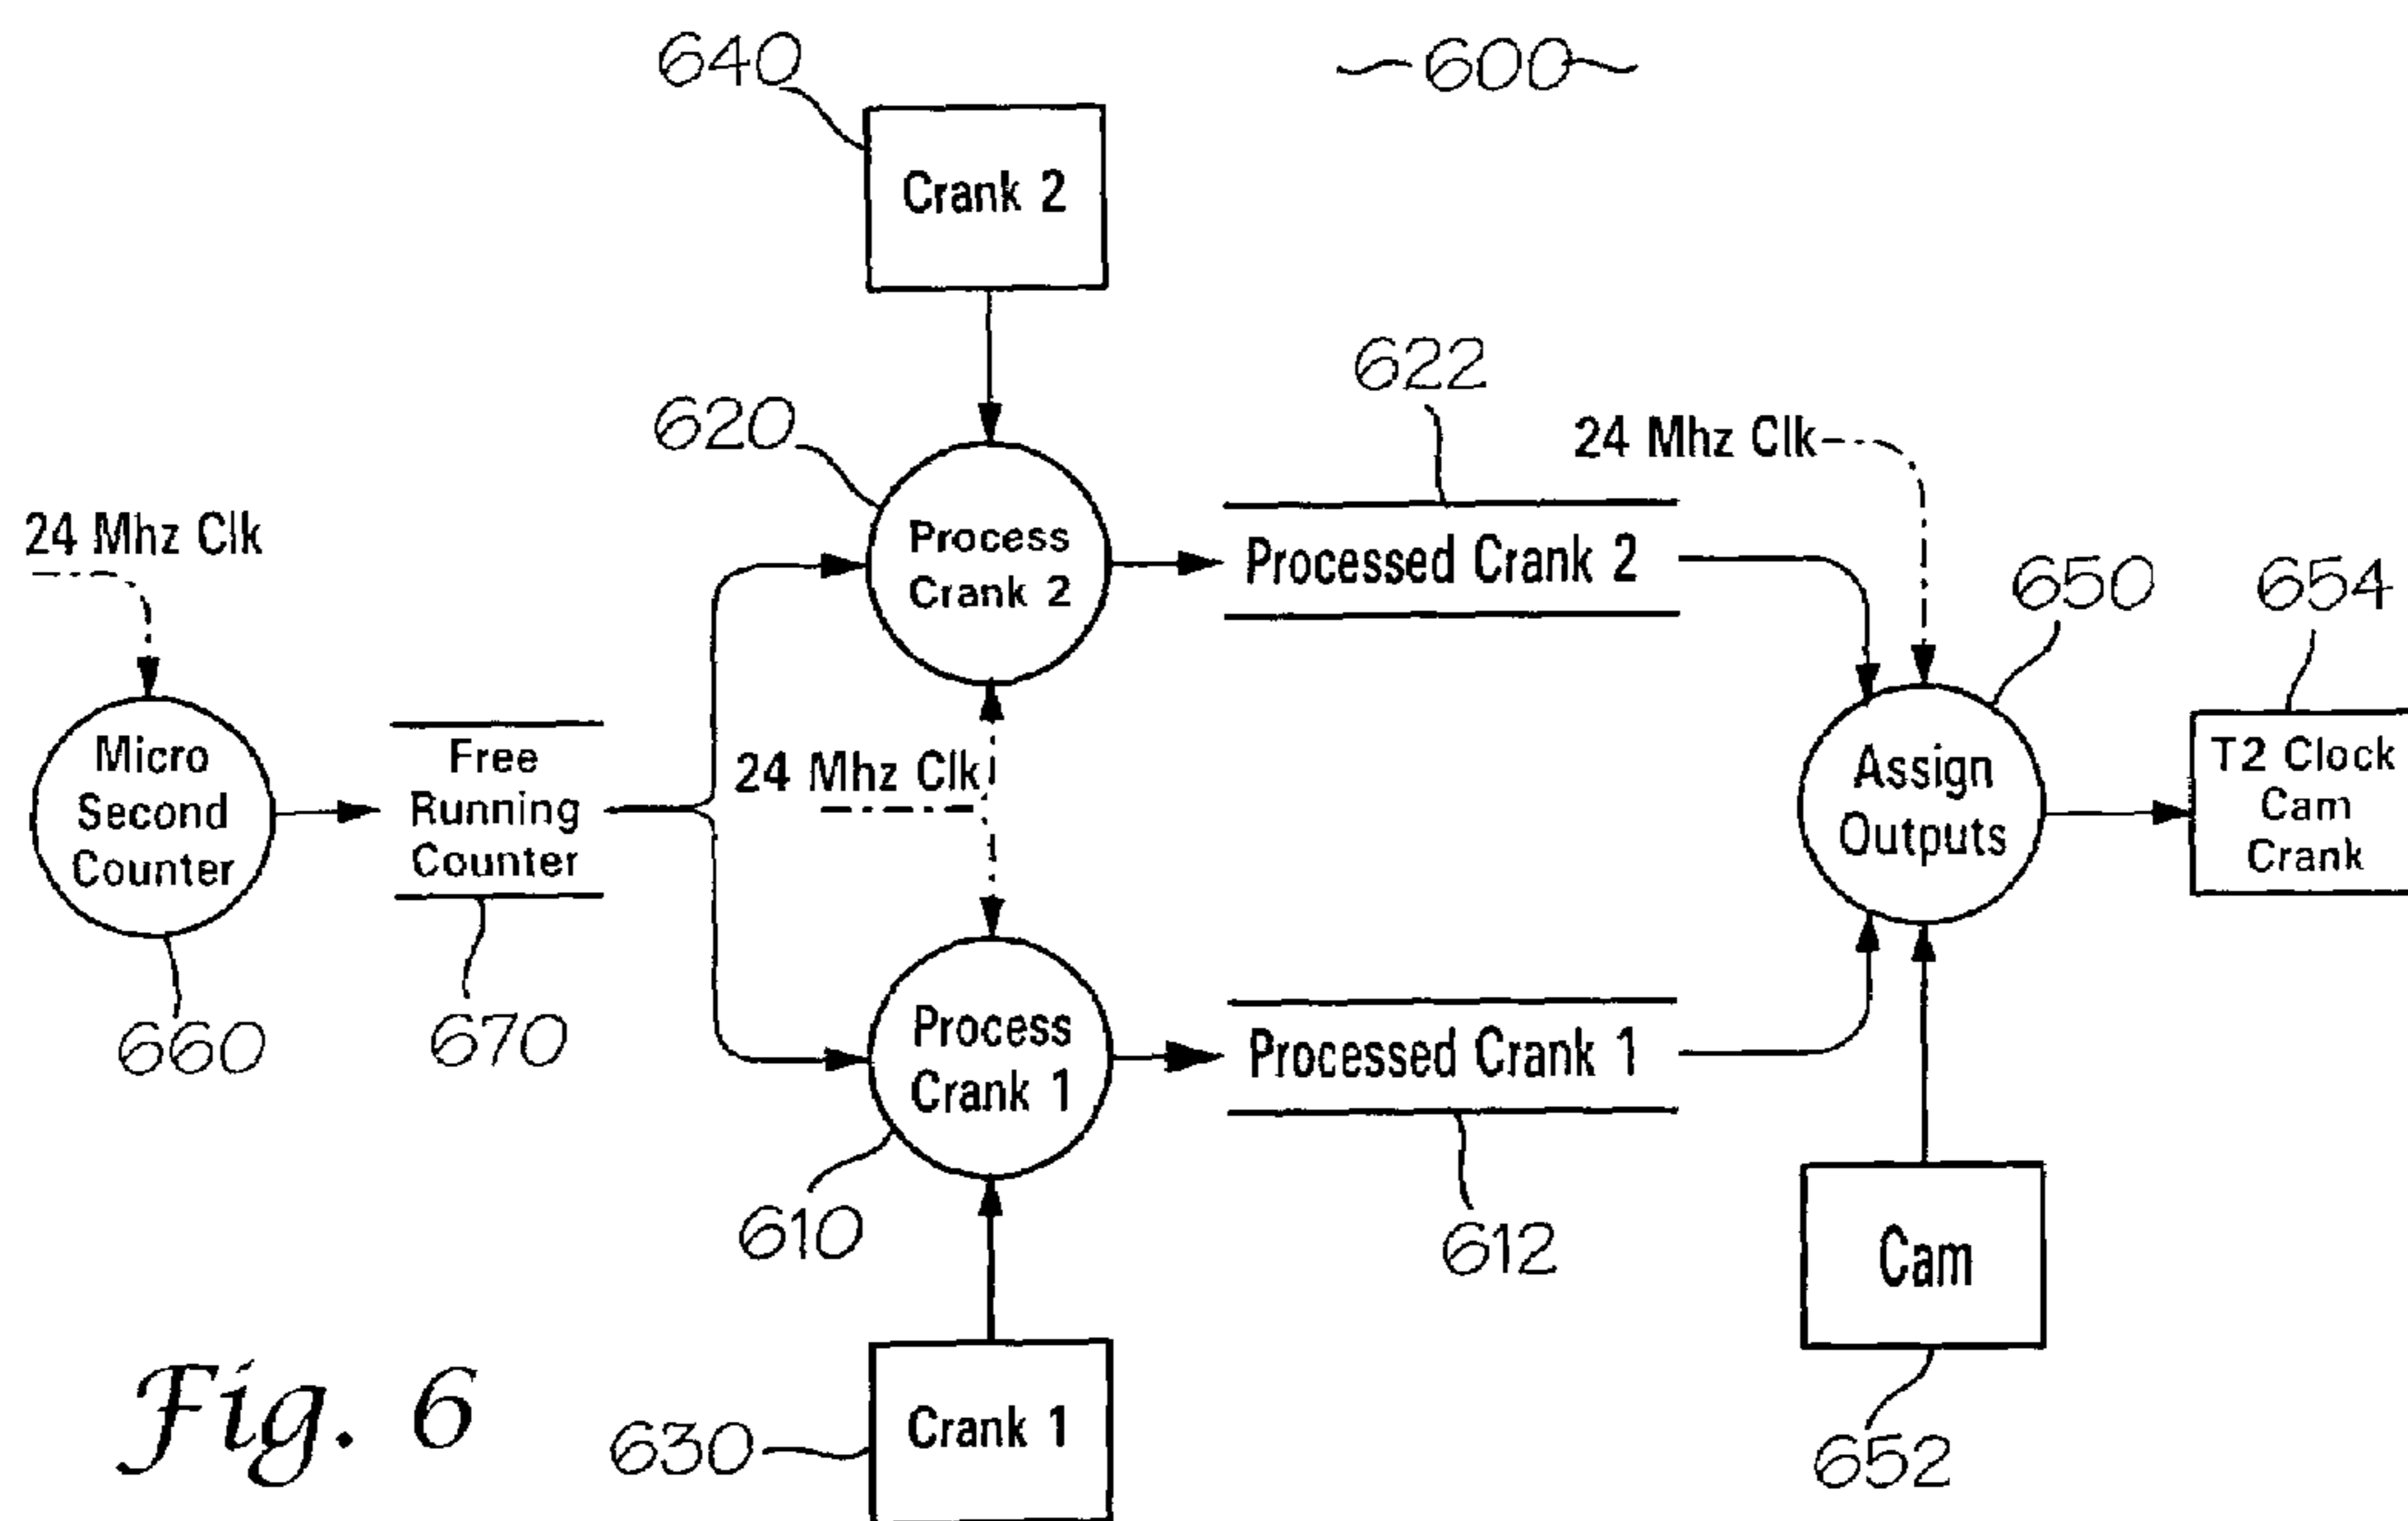 640
~600~
Crank 2
620
622
24 Mhz Clk
24 Mhz Clk
Process
Crank 2
Processed Crank 2
650
654
Micro
Second
Counter
Free
Running
Counter
24 Mhz Clk
Assign
Outputs
T2 Clock
Cam
Crank
660
670
Process
Crank 1
Processed Crank 1
610
612
Cam
Fig. 6
630
Crank 1
652